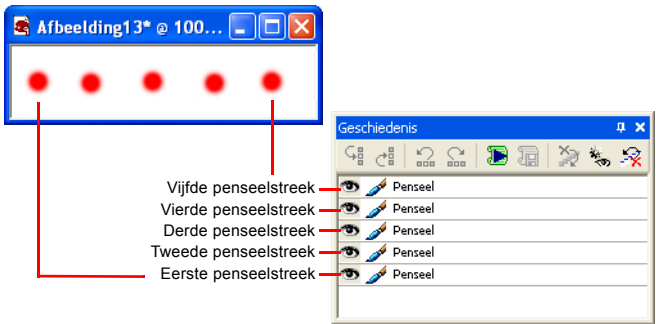 Afbeelding13* @ 100...
Geschiedenis
Vijfde penseelstreek
Penseel
Vierde penseelstreek
Penseel
Derde penseelstreek
Penseel
Tweede penseelstreek
Penseel
Eerste penseelstreek
Penseel